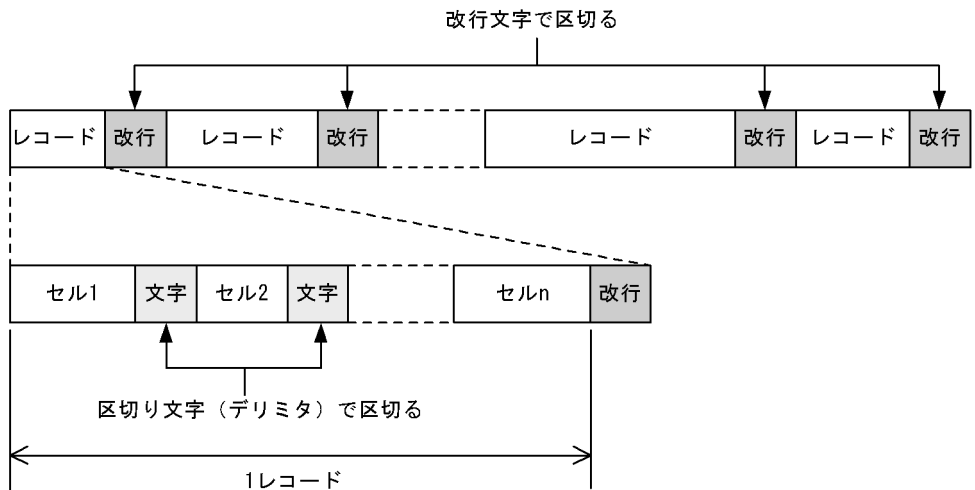 改行文字で区切る
レコード 改行 レコード 改行 レコード 改行 レコード 改行
セル1 文字 セル2 文字 セルn 改行
区切り文字（デリミタ）で区切る
1レコード